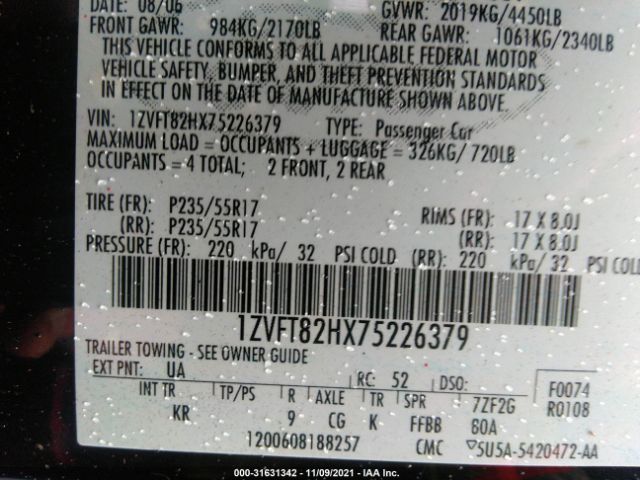 DATE: 08/06 GVWR: 2019KG/4450LB
FRONT GAWR: 984KG/2170LB REAR GAWR: 1061KG/2340LB
THIS VEHICLE CONFORMS TO ALL APPLICABLE FEDERAL MOTOR
VEHICLE SAFETY, BUMPER, AND THEFT PREVENTION STANDARDS
IN EFFECT ON THE DATE OF MANUFACTURE SHOWN ABOVE.
VIN: 1ZVFT82HX75226379 TYPE: Passenger Car
MAXIMUM LOAD = OCCUPANTS + LUGGAGE = 326KG/ 720LB
OCCUPANTS = 4 TOTAL; 2 FRONT, 2 REAR
TIRE (FR): P235/55R17 RIMS (FR): 17 X 8.0J
(RR): P235/55R17 (RR): 17 X 8.0J
PRESSURE (FR): 220 kPa/ 32 PSI COLD (RR): 220 kPa/ 32 PSI COLD
1ZVFT82HX75226379
TRAILER TOWING - SEE OWNER GUIDE
EXT PNT: UA RC: 52 DSO: F0074
INT TR TP/PS R AXLE TR SPR 7ZF2G R0108
KR 9 CG K FFBB 80A
1200608188257 CMC SU5A-5420472-AA
© COPYRIGHT. STOCK# - 31631342 - 11/09/2021 - IAA Inc.